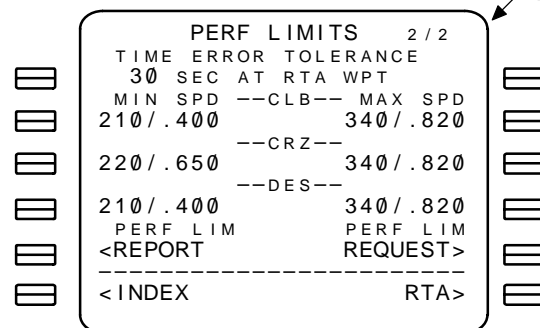 PERF LIMITS 2/2
TIME ERROR TOLERANCE
30 SEC AT RTA WPT
MIN SPD --CLB-- MAX SPD
210/.400 340/.820
--CRZ--
220/.650 340/.820
--DES--
210/.400 340/.820
PERF LIM PERF LIM
<REPORT REQUEST>
------------------------
<INDEX RTA>